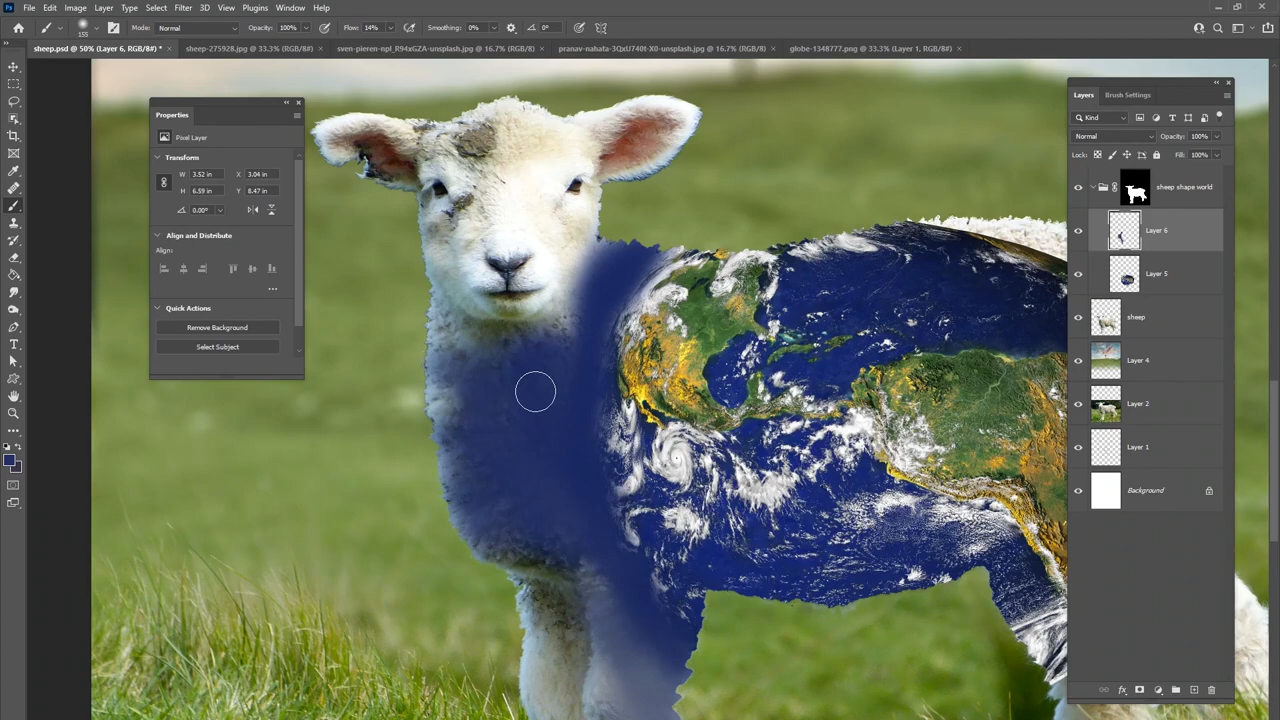 Ps File Edit Image Layer Type Select Filter 3D View Plugins Window Help
155 Mode: Normal Opacity: 100% Flow: 14% Smoothing: 0% 0°
sheep.psd @ 50% (Layer 6, RGB/8#) * × sheep-275928.jpg @ 33.3% (RGB/8#) × sven-pieren-npl_R94xGZA-unsplash.jpg @ 16.7% (RGB/8) × pranav-nahata-3QxIJ740t-X0-unsplash.jpg @ 16.7% (RGB/8) × globe-1348777.png @ 33.3% (Layer 1, RGB/8#) ×
Properties
Pixel Layer
Transform
W 3.52 in X 3.04 in
H 6.59 in Y 8.47 in
0.00°
Align and Distribute
Align:
Quick Actions
Remove Background
Select Subject
Layers Brush Settings
Kind
Normal Opacity: 100%
Lock: Fill: 100%
sheep shape world
Layer 6
Layer 5
sheep
Layer 4
Layer 2
Layer 1
Background
fx